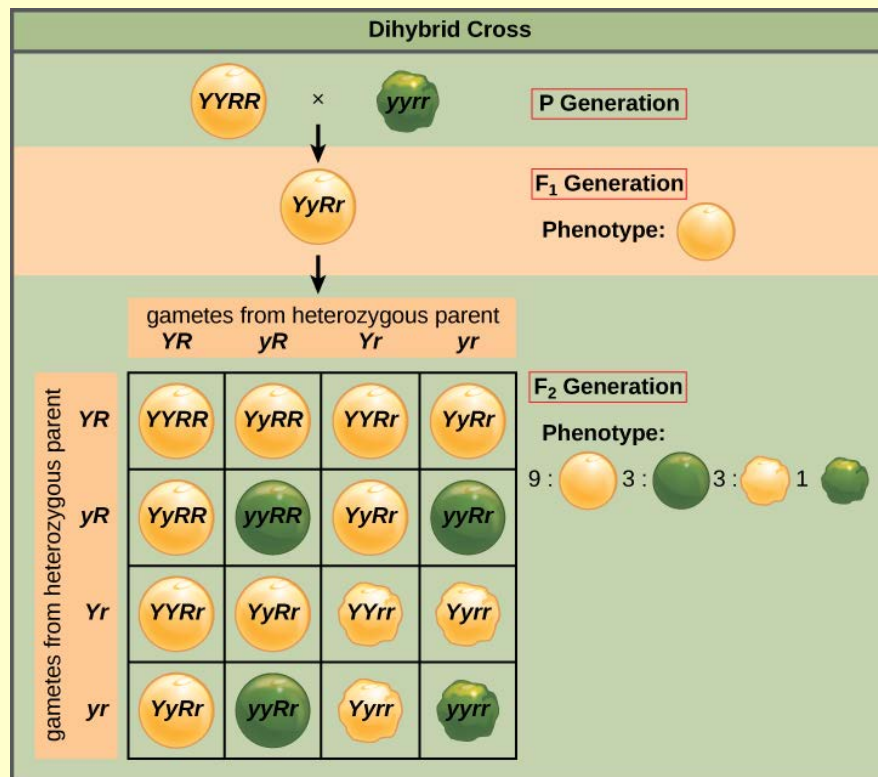 Dihybrid Cross
YYRR × yyrr P Generation
YyRr F1 Generation
Phenotype:
gametes from heterozygous parent
YR yR Yr yr
gametes from heterozygous parent
YR YYRR YyRR YYRr YyRr
yR YyRR yyRR YyRr yyRr
Yr YYRr YyRr YYrr Yyrr
yr YyRr yyRr Yyrr yyrr
F2 Generation
Phenotype:
9 : 3 : 3 : 1